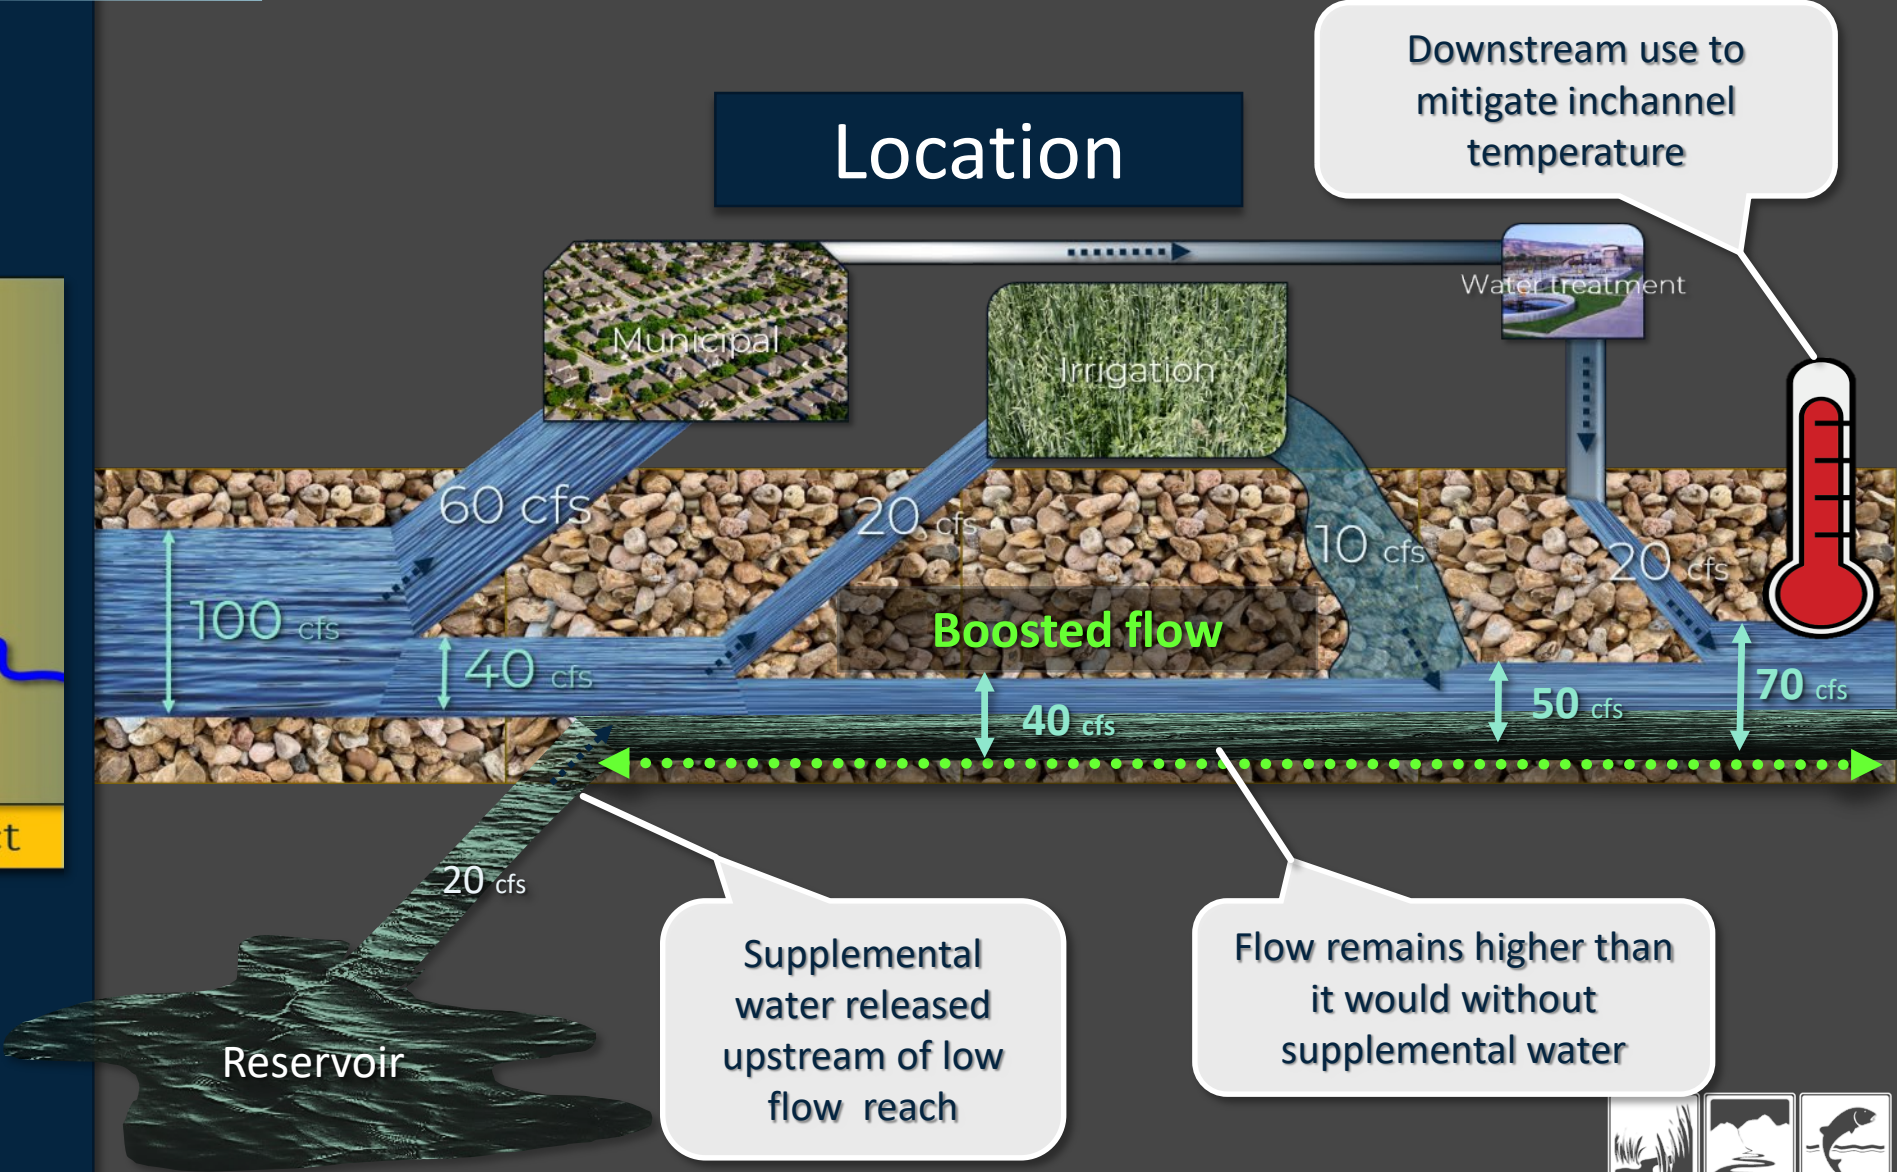 Downstream use to
mitigate inchannel
temperature
Location
Municipal
Irrigation
Water treatment
60 cfs
20 cfs
10 cfs
20 cfs
100 cfs
40 cfs
Boosted flow
40 cfs
50 cfs
70 cfs
ct
20 cfs
Reservoir
Supplemental
water released
upstream of low
flow reach
Flow remains higher than
it would without
supplemental water